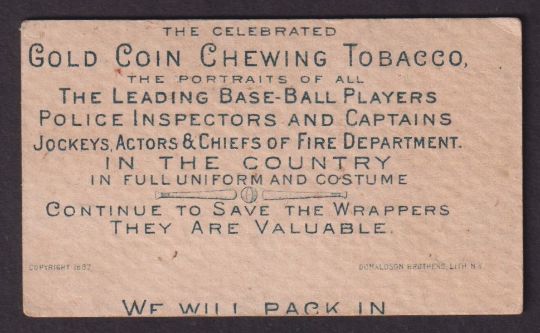 THE CELEBRATED
GOLD COIN CHEWING TOBACCO,
THE PORTRAITS OF ALL
THE LEADING BASE-BALL PLAYERS
POLICE INSPECTORS AND CAPTAINS
JOCKEYS, ACTORS & CHIEFS OF FIRE DEPARTMENT.
IN THE COUNTRY
IN FULL UNIFORM AND COSTUME
CONTINUE TO SAVE THE WRAPPERS
THEY ARE VALUABLE.
COPYRIGHT 1887 DONALDSON BROTHERS, LITH N.Y.
WE WILL PACK IN